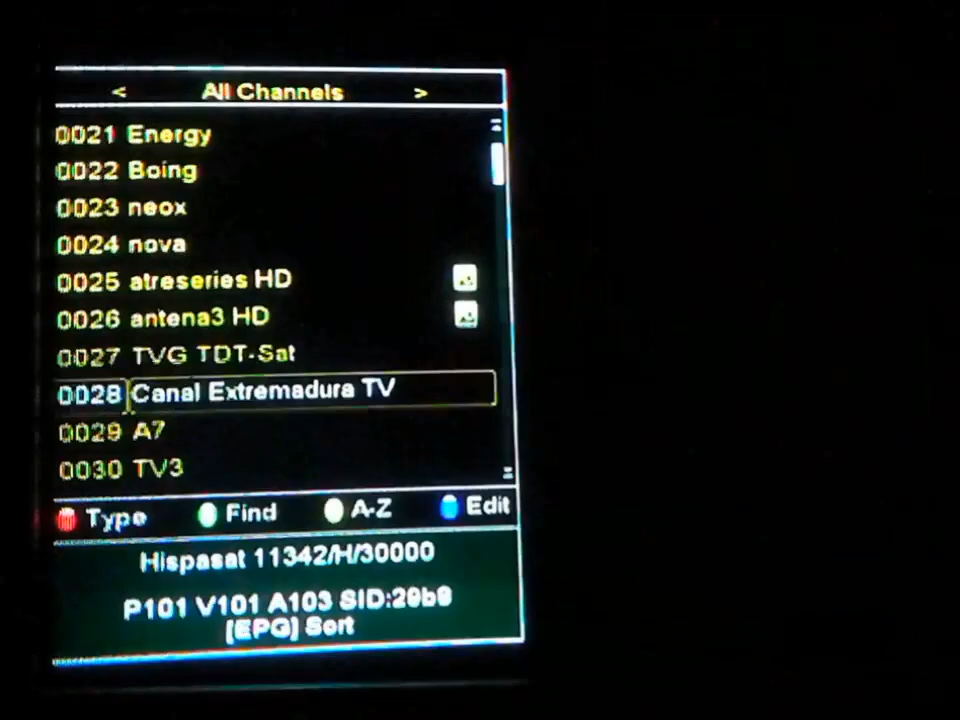 < All Channels >
0021 Energy
0022 Boing
0023 neox
0024 nova
0025 atreseries HD
0026 antena3 HD
0027 TVG TDT-Sat
0028 Canal Extremadura TV
0029 A7
0030 TV3
Type Find A-Z Edit
Hispasat 11342/H/30000
P101 V101 A103 SID:29b9
[EPG] Sort